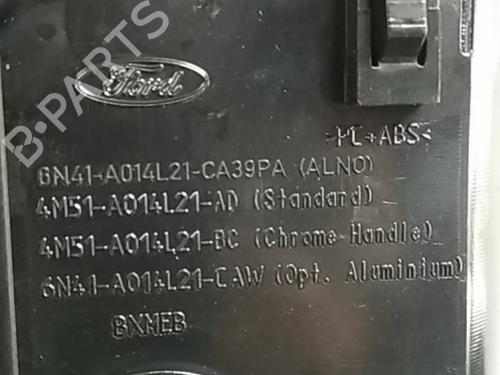 B-PARTS
Ford
>PC+ABS<
6N41-A014L21-CA39PA (ALNO)
4M51-A014L21-AD (Standard)
4M51-A014L21-BC (Chrome Handle)
6N41-A014L21-CAW (Opt. Aluminium)
BXMEB